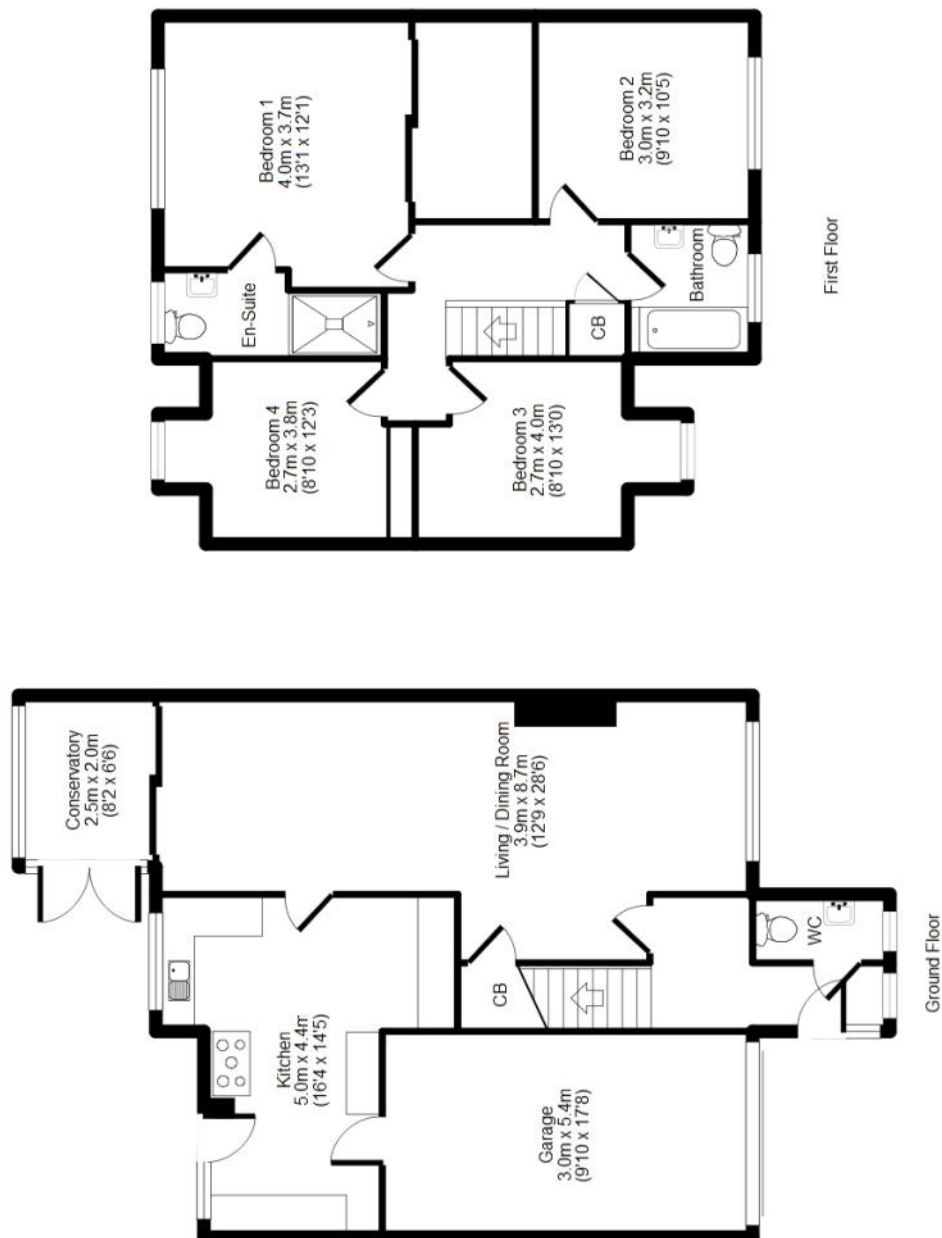 Bedroom 1
4.0m x 3.7m
(13'1 x 12'1)
Bedroom 2
3.0m x 3.2m
(9'10 x 10'5)
En-Suite
Bathroom
CB
Bedroom 4
2.7m x 3.8m
(8'10 x 12'3)
Bedroom 3
2.7m x 4.0m
(8'10 x 13'0)
First Floor
Conservatory
2.5m x 2.0m
(8'2 x 6'6)
Living / Dining Room
3.9m x 8.7m
(12'9 x 28'6)
WC
CB
Kitchen
5.0m x 4.4m
(16'4 x 14'5)
Garage
3.0m x 5.4m
(9'10 x 17'8)
Ground Floor